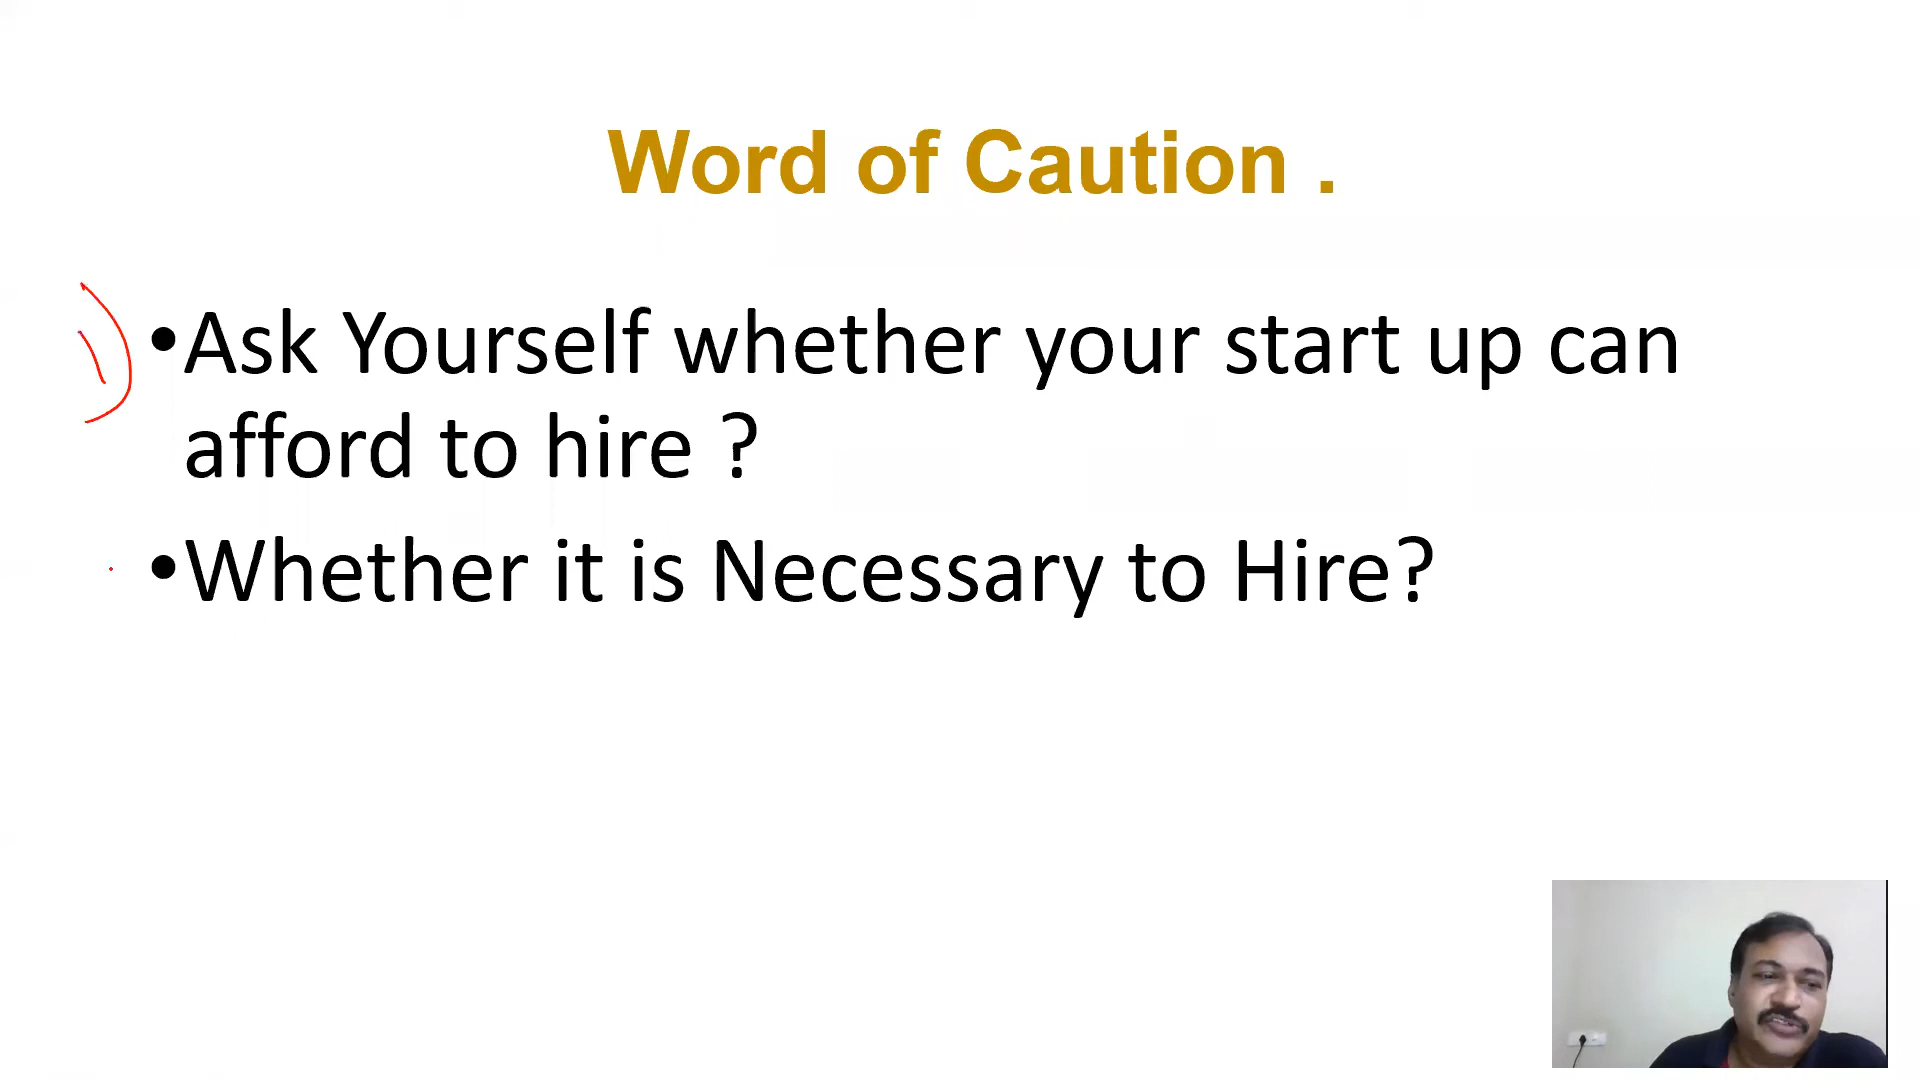 Word of Caution .
1)
•Ask Yourself whether your start up can
afford to hire ?
•Whether it is Necessary to Hire?